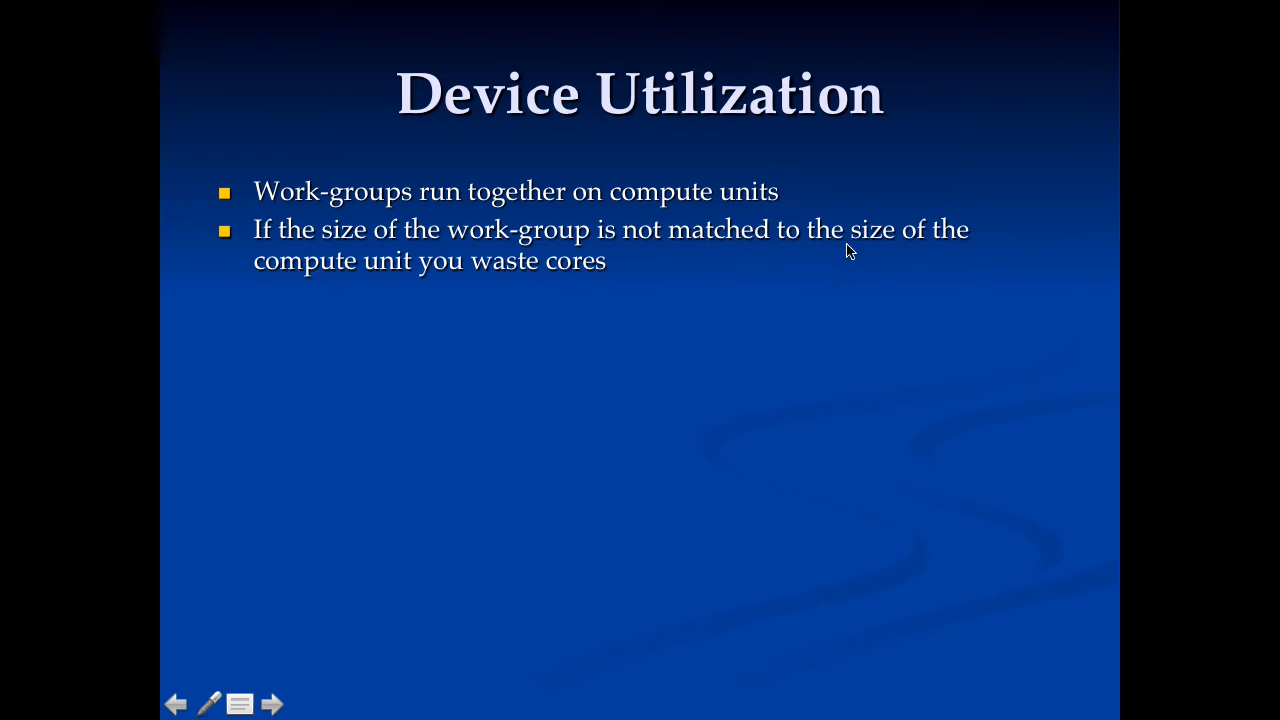 Device Utilization
Work-groups run together on compute units
If the size of the work-group is not matched to the size of the
compute unit you waste cores